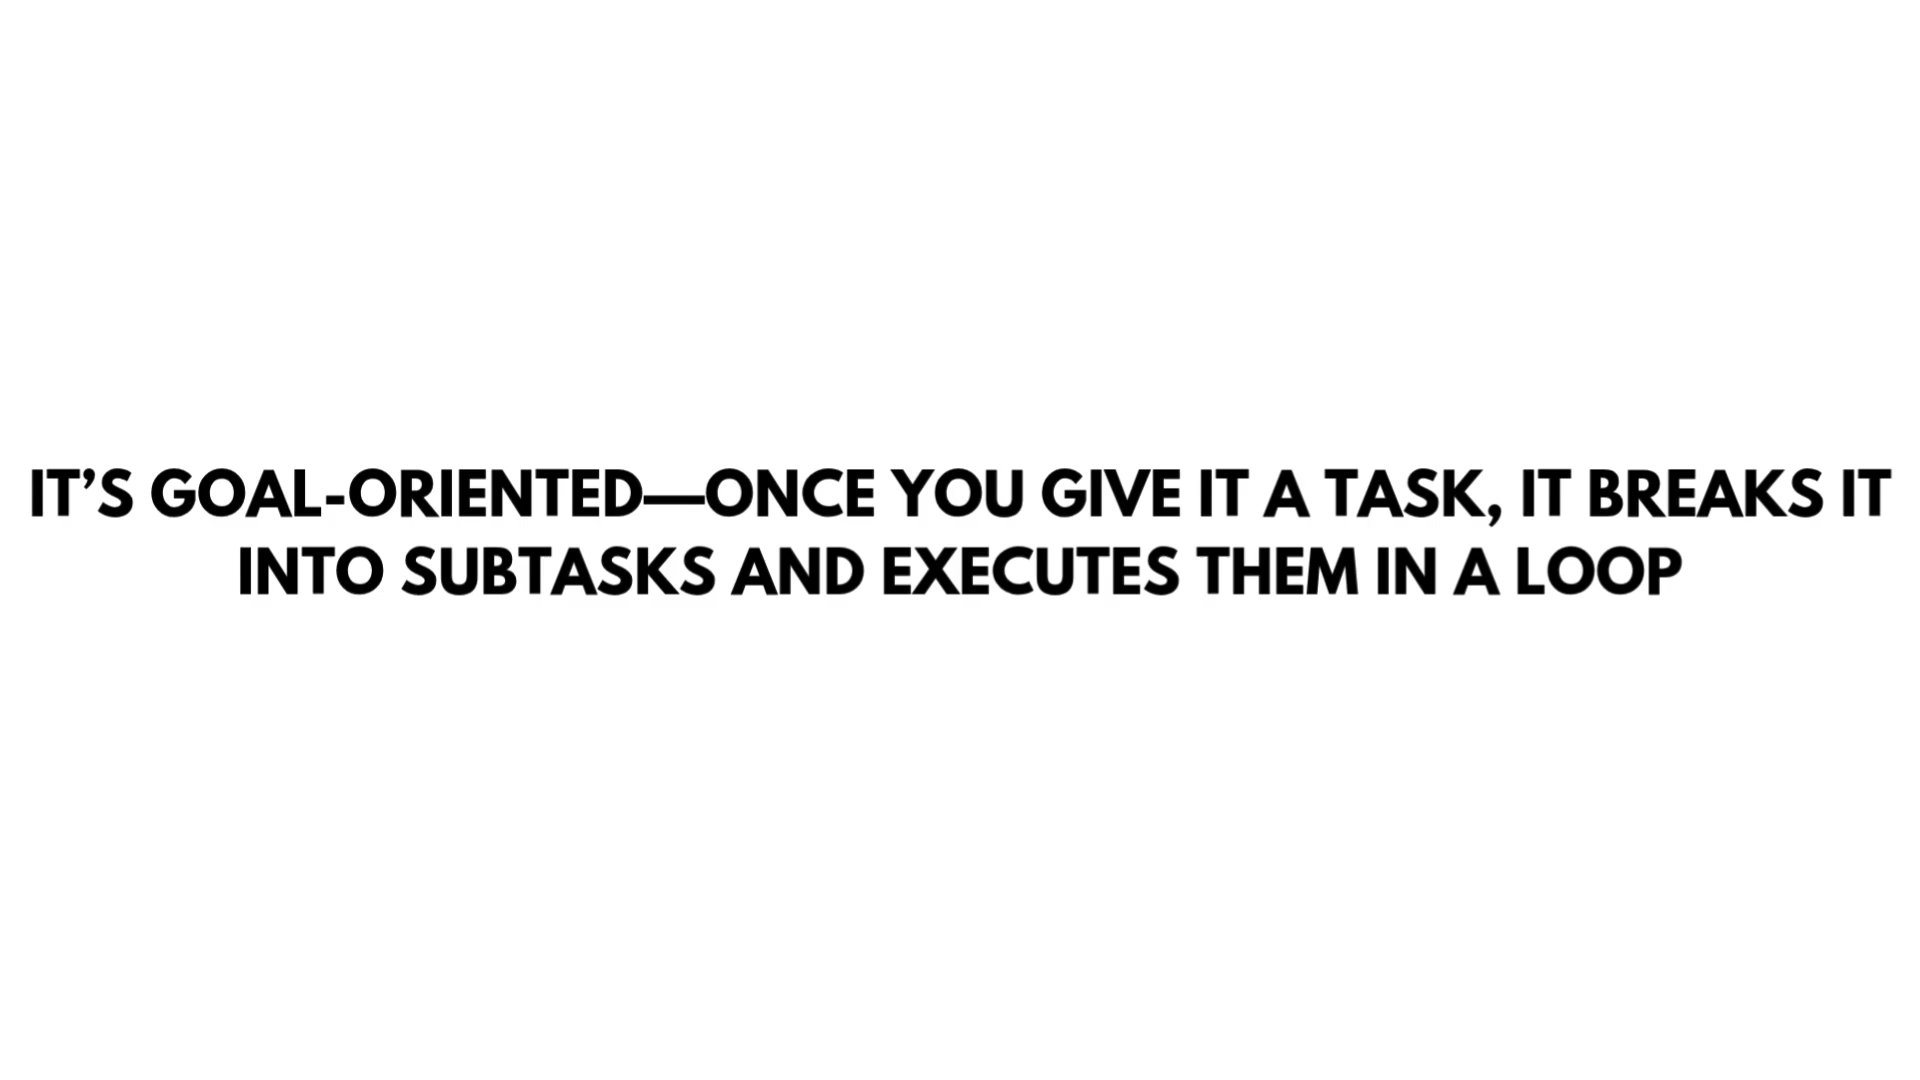 IT’S GOAL-ORIENTED—ONCE YOU GIVE IT A TASK, IT BREAKS IT
INTO SUBTASKS AND EXECUTES THEM IN A LOOP